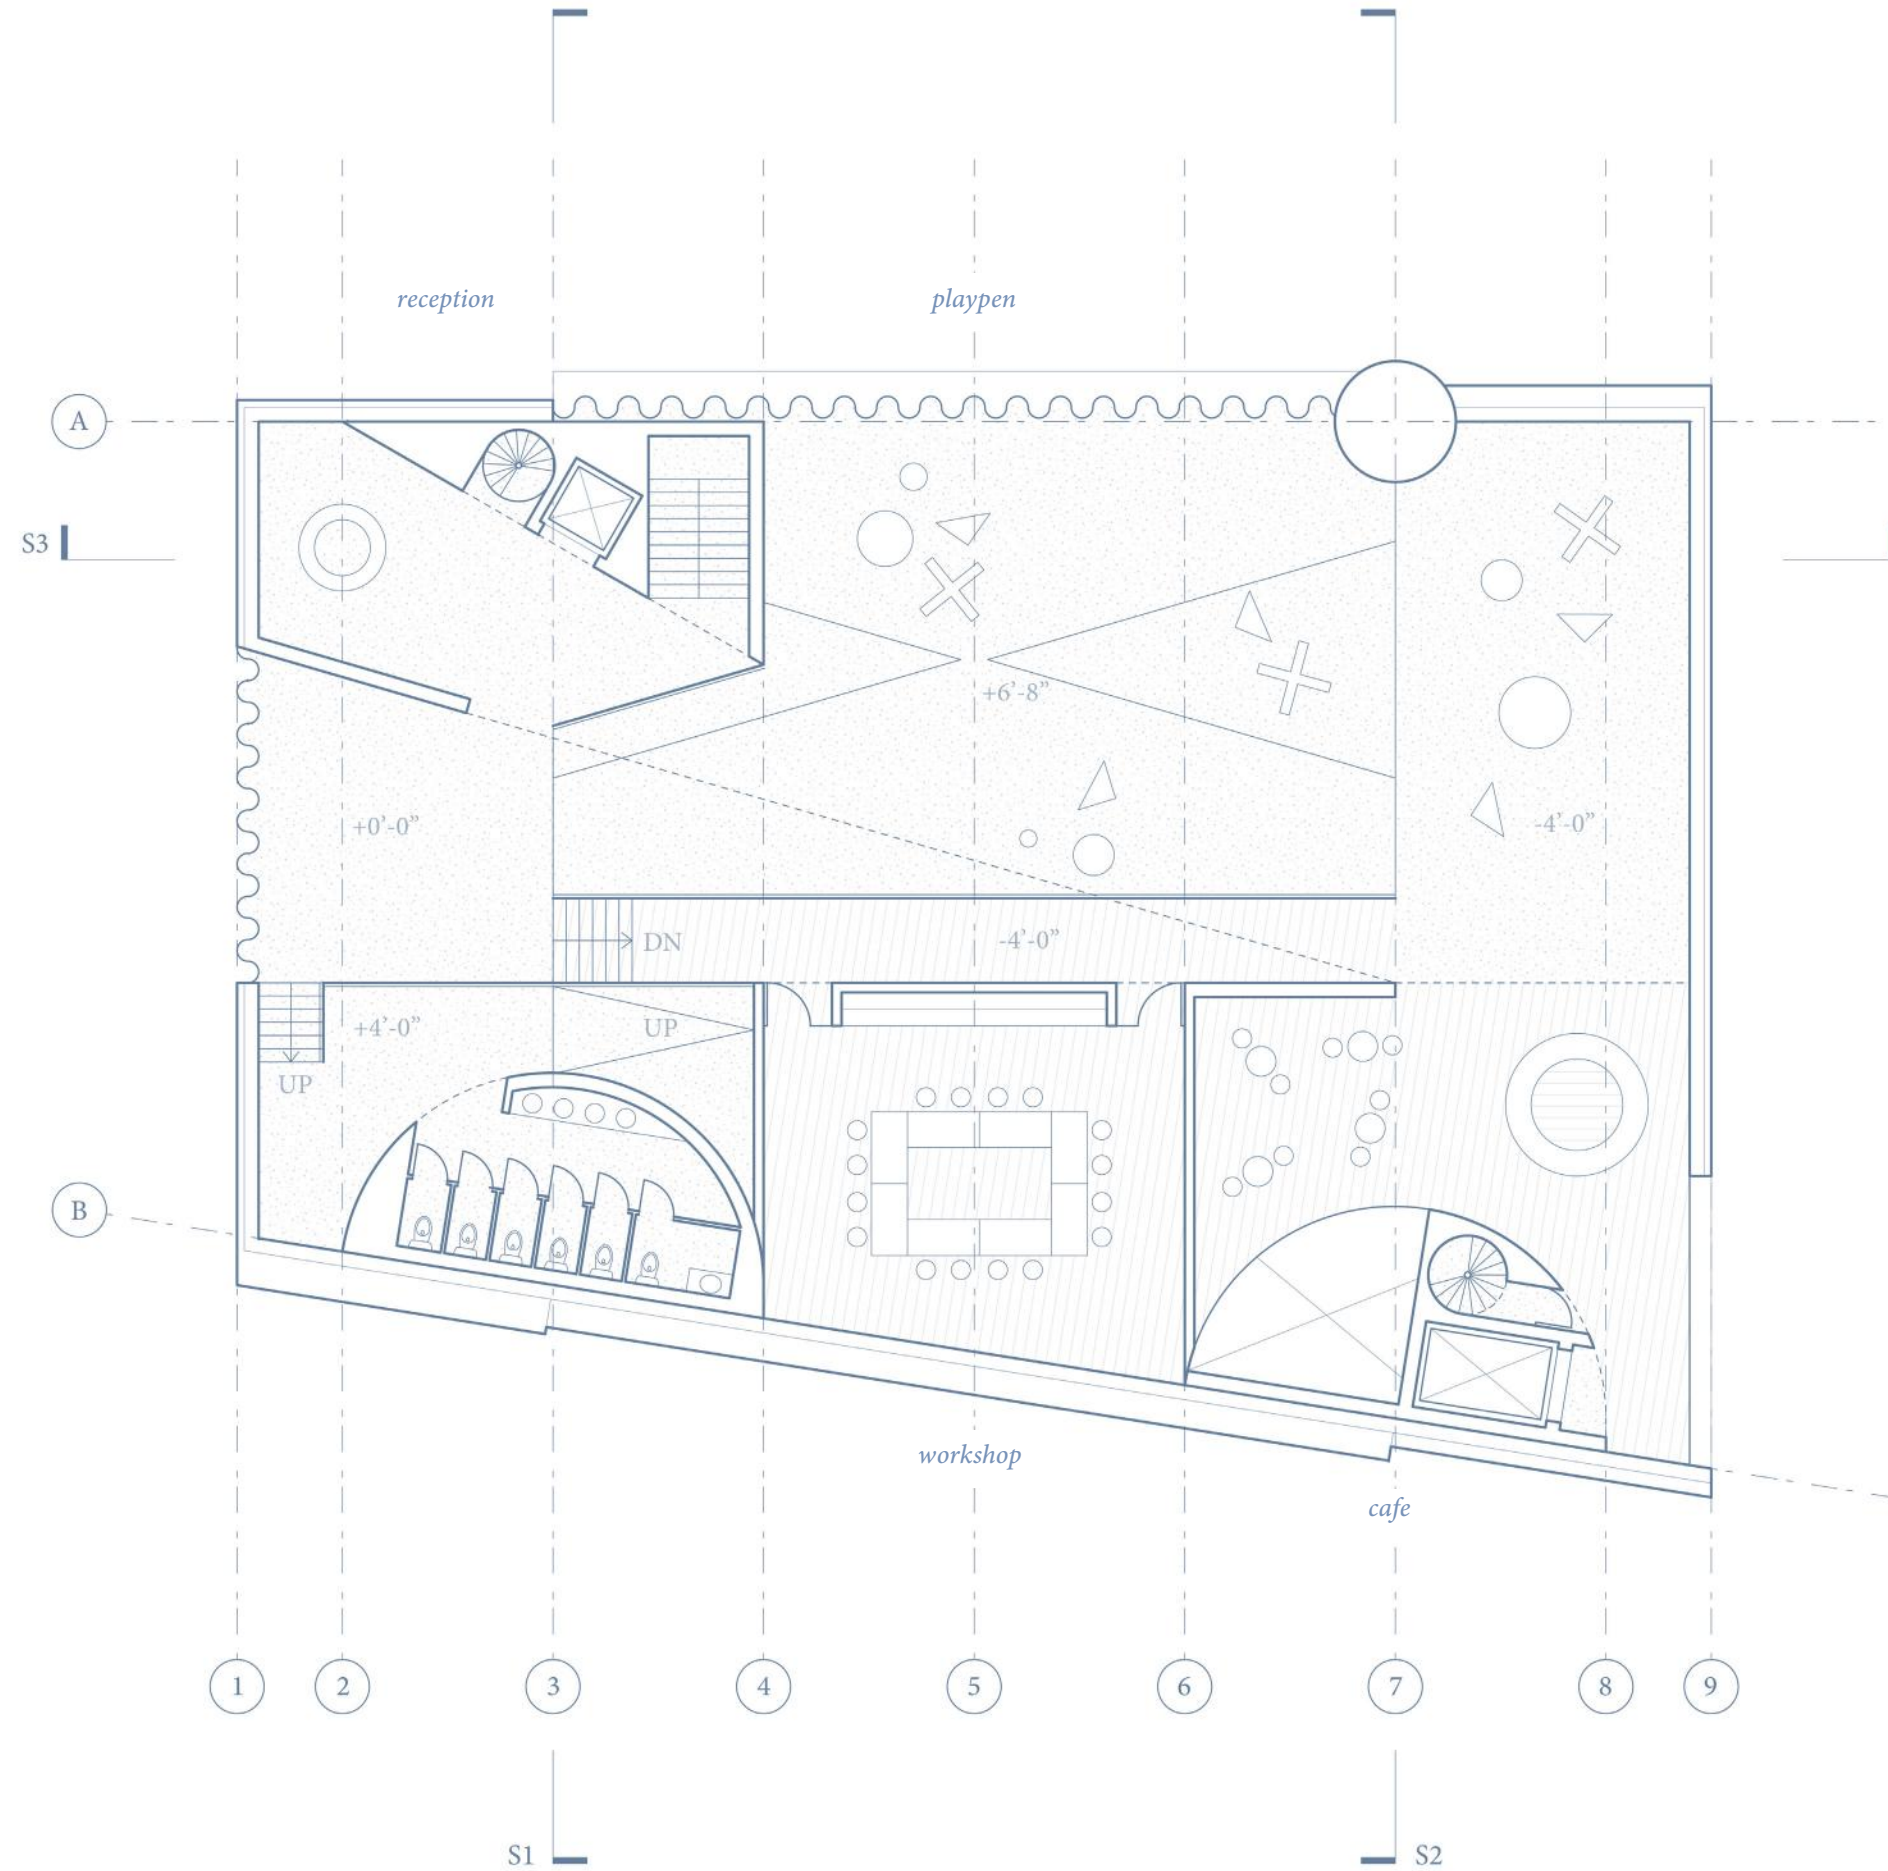 reception
playpen
A
S3
+6’-8”
+0’-0”
-4’-0”
DN
-4’-0”
+4’-0”
UP
UP
B
workshop
cafe
1
2
3
4
5
6
7
8
9
S1
S2